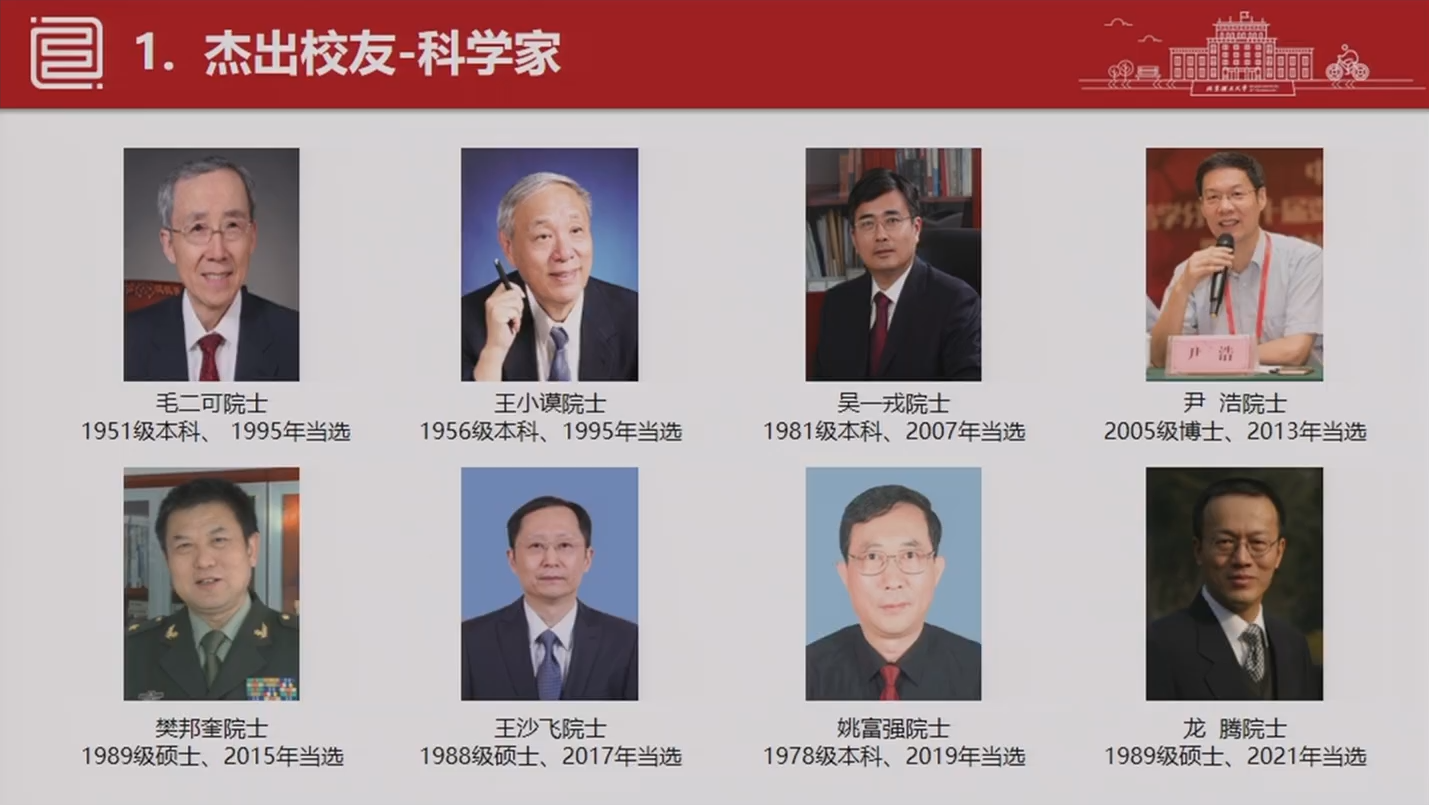 1. 杰出校友-科学家
北京理工大学
尹 浩
毛二可院士
1951级本科、 1995年当选
王小谟院士
1956级本科、1995年当选
吴一戎院士
1981级本科、2007年当选
尹 浩院士
2005级博士、2013年当选
樊邦奎院士
1989级硕士、2015年当选
王沙飞院士
1988级硕士、2017年当选
姚富强院士
1978级本科、2019年当选
龙 腾院士
1989级硕士、2021年当选